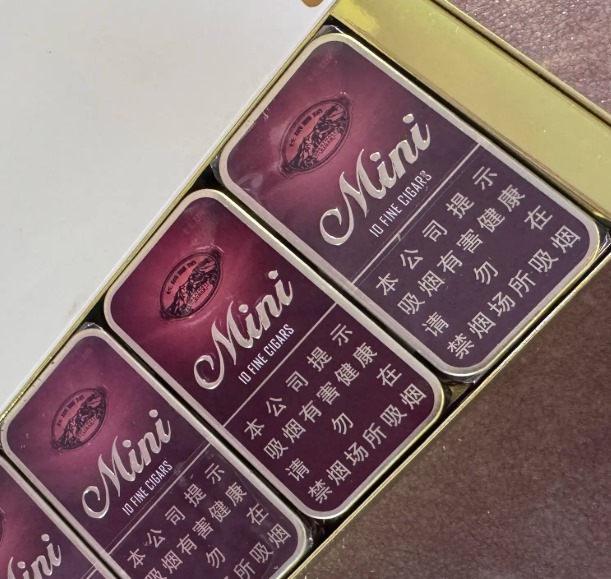 Mini
10 FINE CIGARS
本公司提示
吸烟有害健康
请勿在
禁烟场所吸烟
Mini
10 FINE CIGARS
本公司提示
吸烟有害健康
请勿在
禁烟场所吸烟
Mini
10 FINE CIGARS
本公司提示
吸烟有害健康
勿在
所吸烟
ini